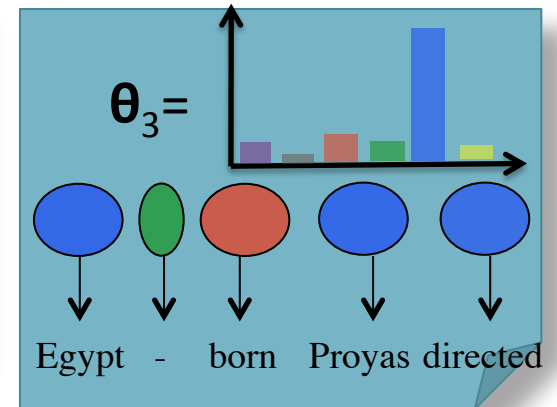 θ₃=
Egypt - born Proyas directed